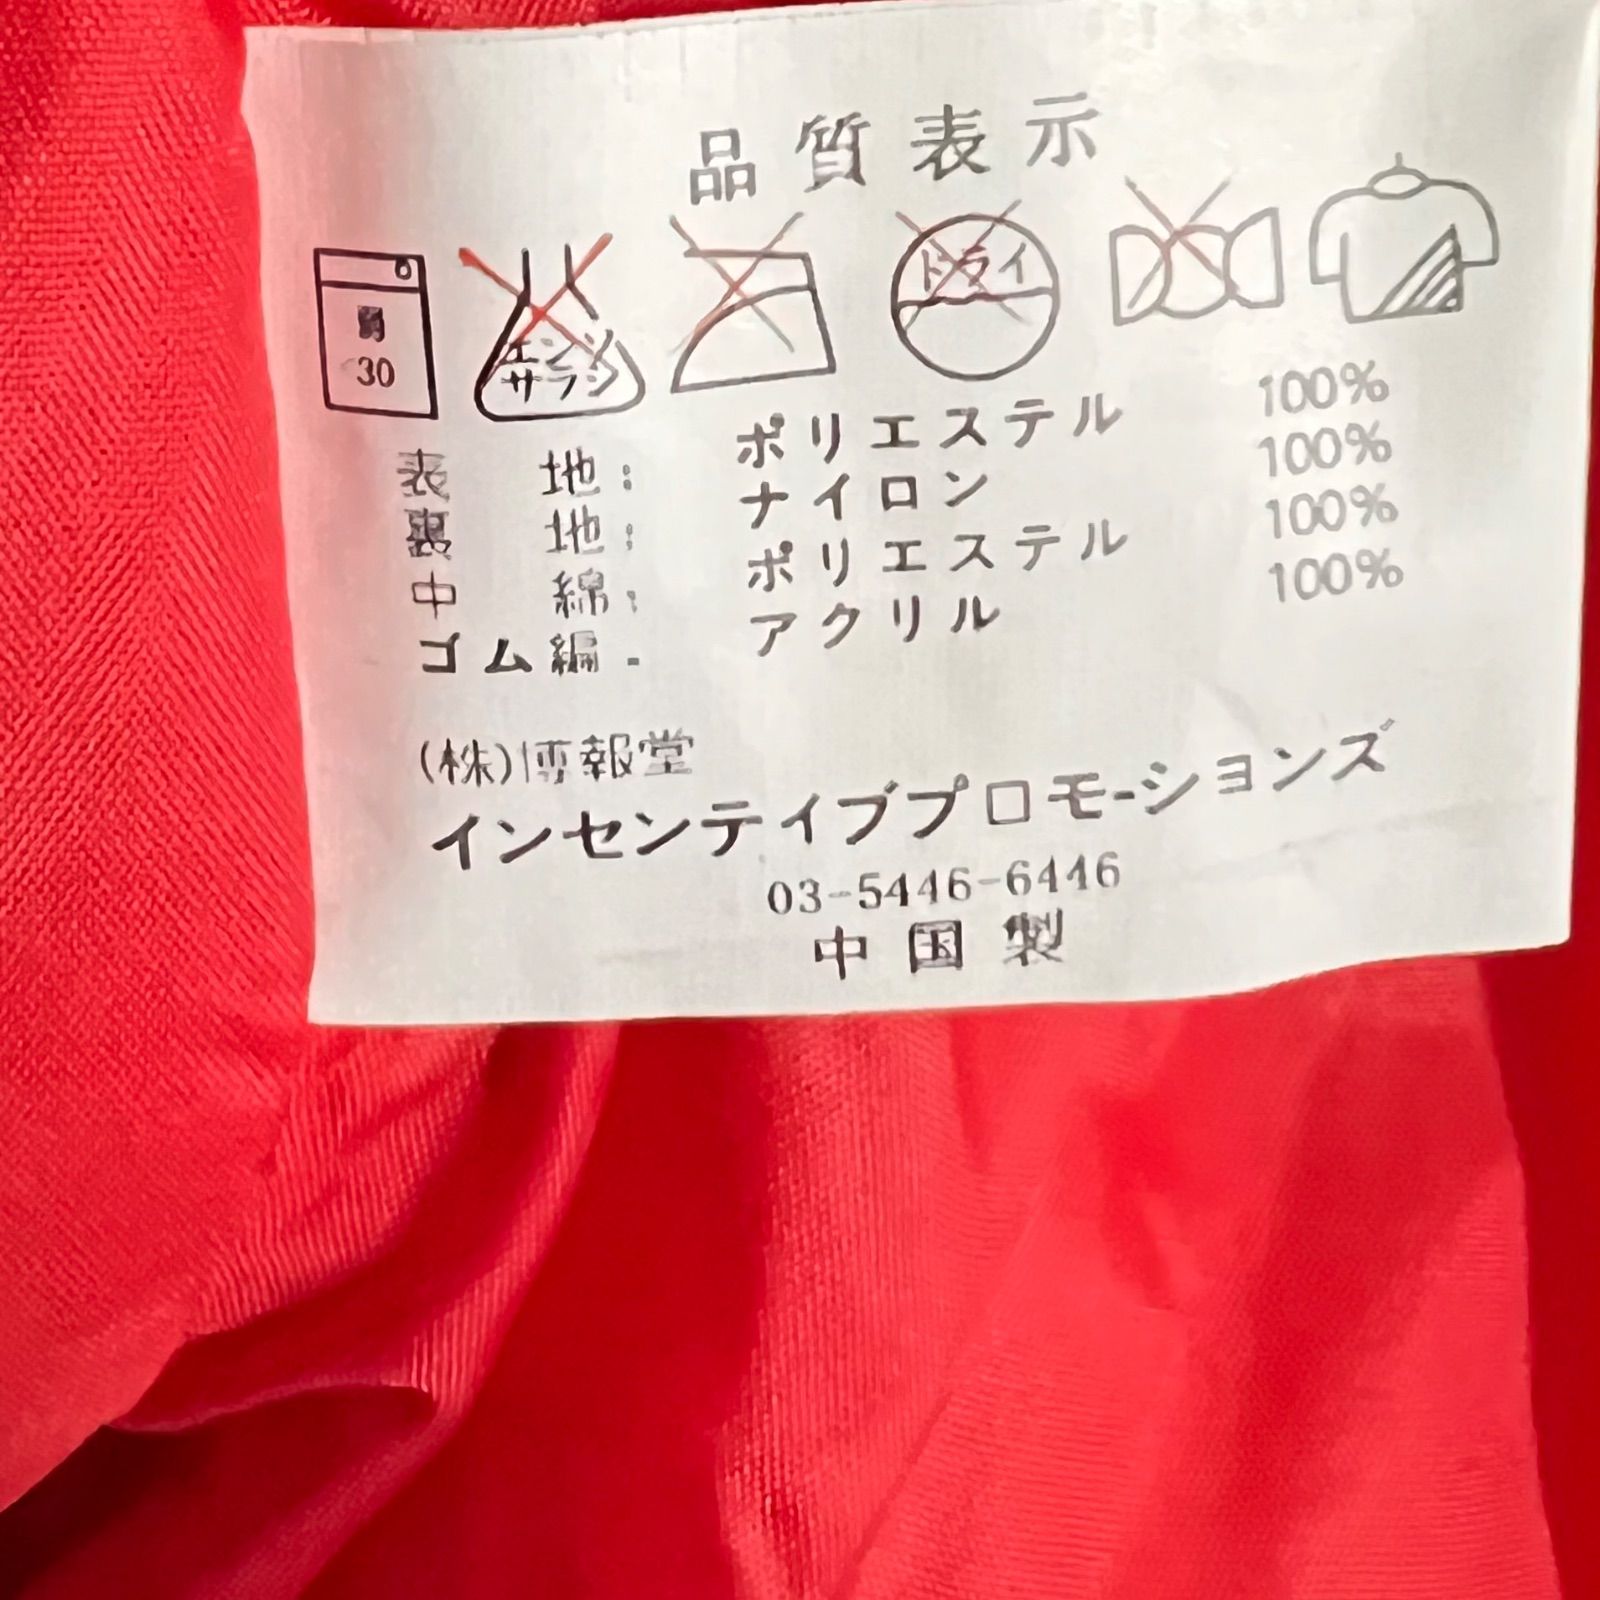 品質表示
弱 30 エンソ サラシ ドライ
表地: ポリエステル 100%
裏地: ナイロン 100%
中綿: ポリエステル 100%
ゴム編: アクリル 100%
(株)博報堂
インセンティブプロモーションズ
03-5446-6446
中国製